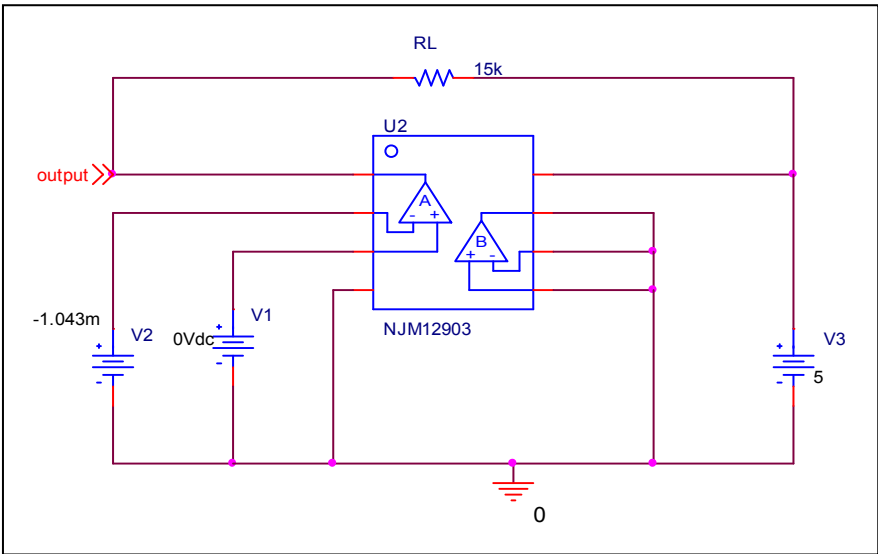 RL
15k
U2
output
A
- +
B
+ -
NJM12903
-1.043m
+
V2
-
0Vdc
+
V1
-
+
V3
5
-
0